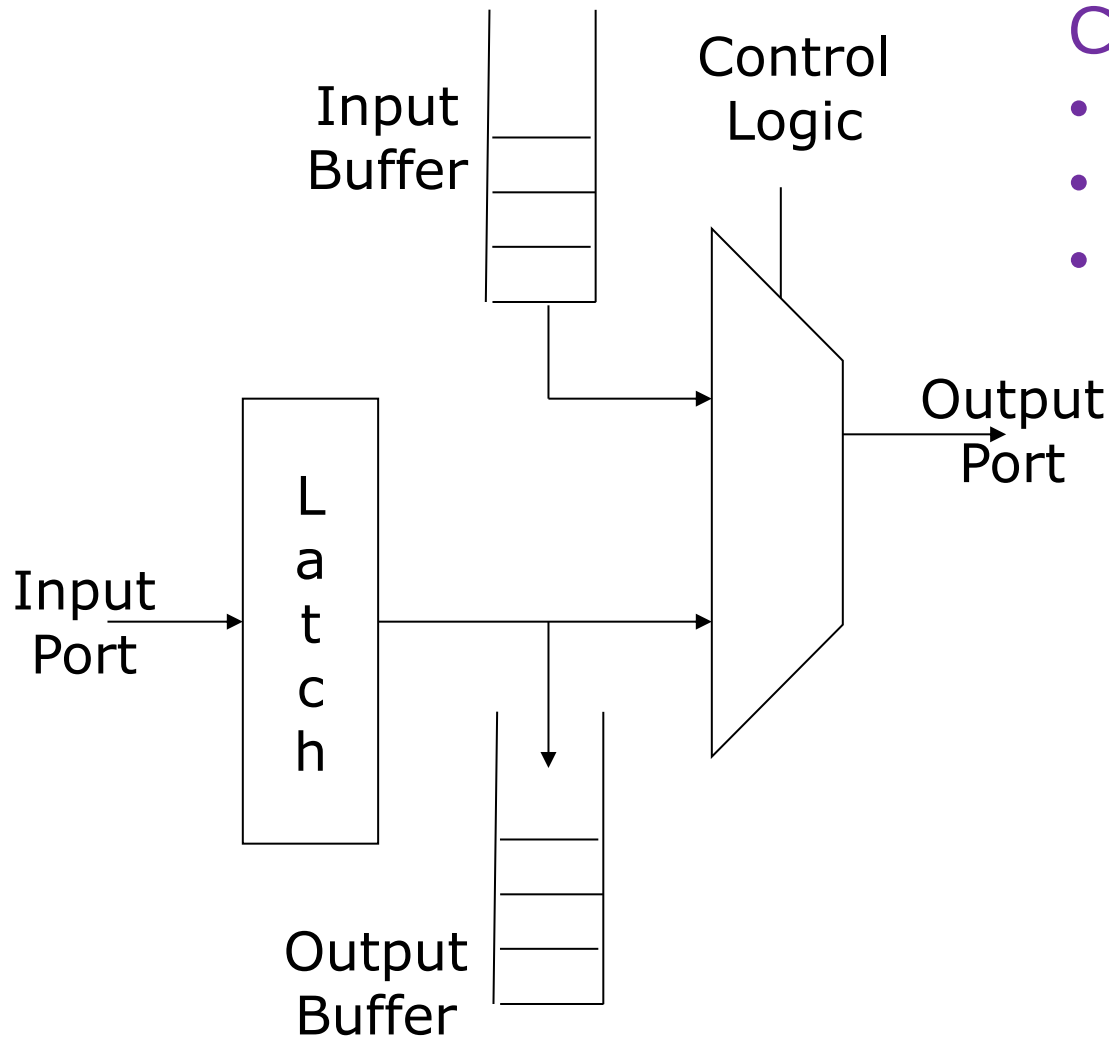 Control
Logic
C
•
•
•
Input
Buffer
Output
Port
L
a
t
c
h
Input
Port
Output
Buffer